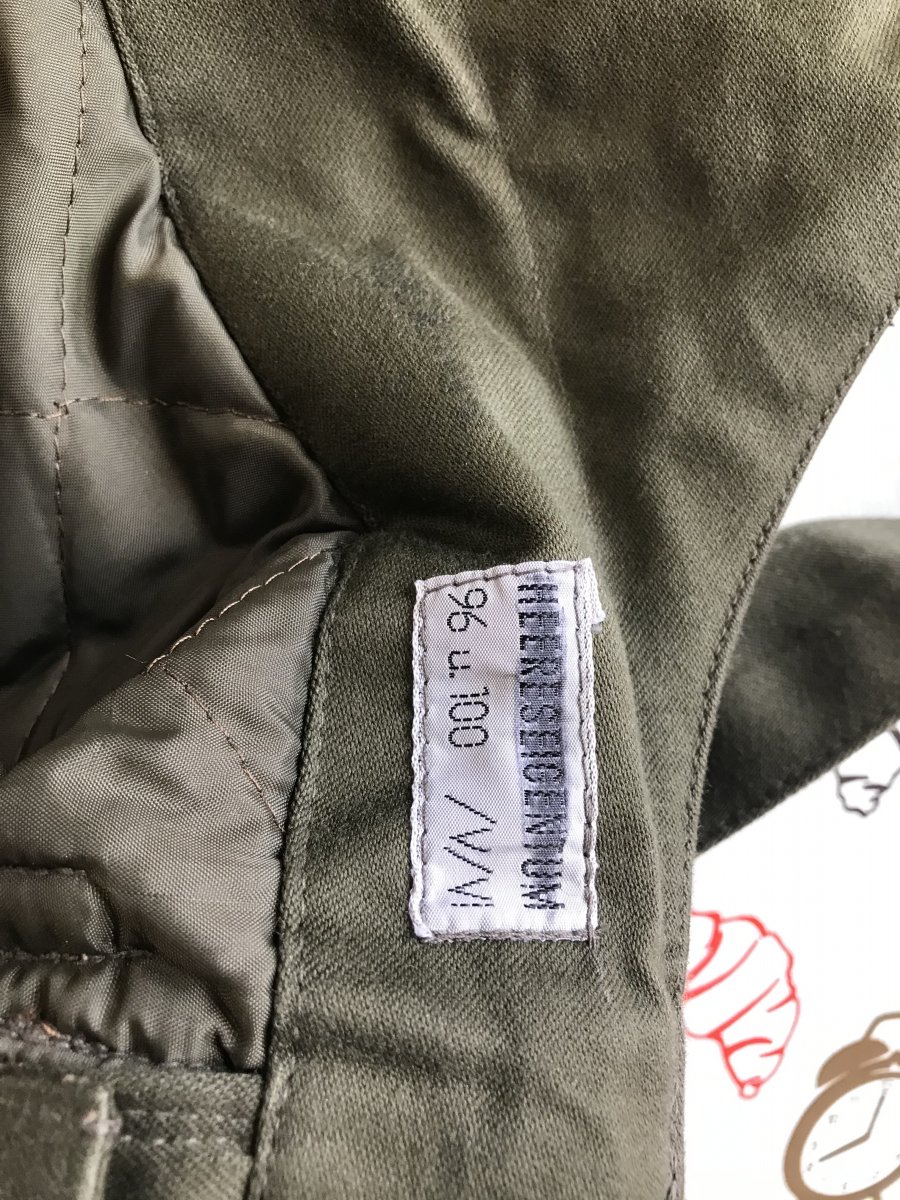 HEERESEIGENTUM
96 u. 100